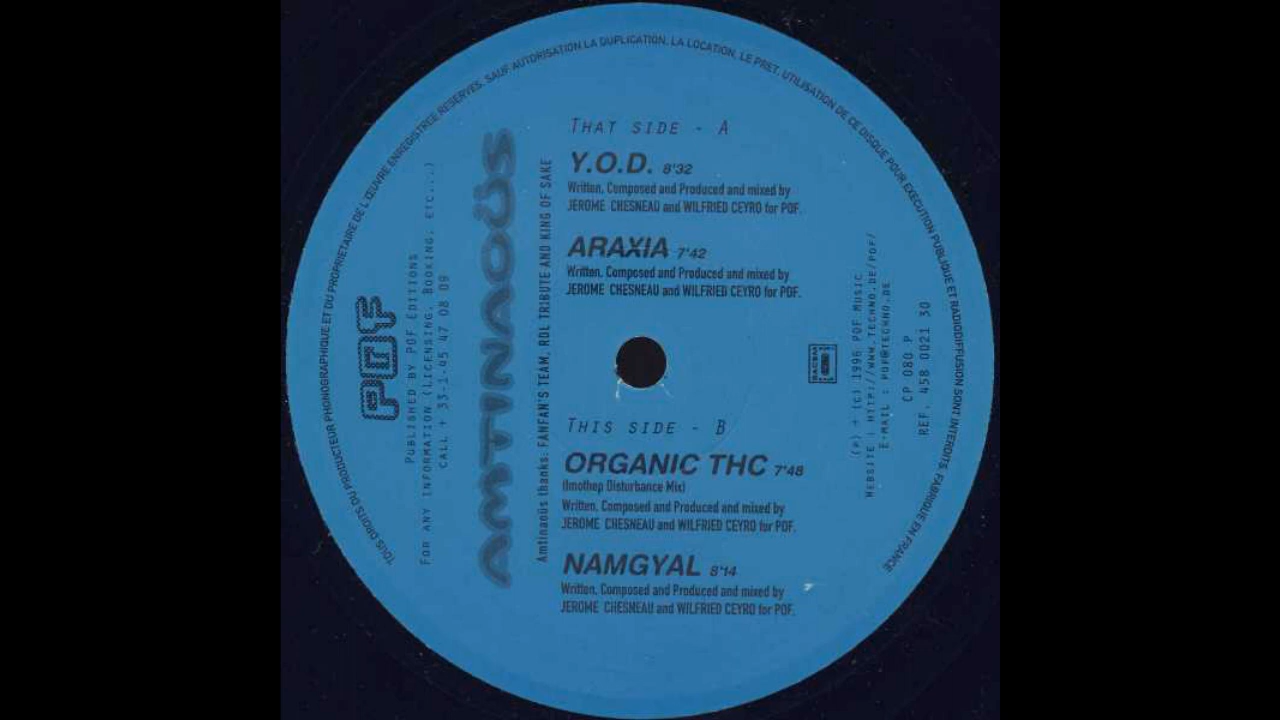 TOUS DROITS DU PRODUCTEUR PHONOGRAPHIQUE ET DU PROPRIETAIRE DE L'ŒUVRE ENREGISTREE RESERVES. SAUF AUTORISATION LA DUPLICATION, LA LOCATION, LE PRET, UTILISATION DE CE DISQUE POUR EXECUTION PUBLIQUE ET RADIODIFFUSION SONT INTERDITS. FABRIQUE EN FRANCE
POF
PUBLISHED BY POF EDITIONS
FOR ANY INFORMATION (LICENSING, BOOKING, ETC...)
CALL + 33-1-45 47 08 09
AMTINAOÜS
Amtinaoüs thanks: FANFAN'S TEAM, RDL TRIBUTE AND KING OF SAKE
THAT SIDE - A
Y.O.D. 8'32
Written, Composed and Produced and mixed by
JEROME CHESNEAU and WILFRIED CEYRO for POF.
ARAXIA 7'42
Written, Composed and Produced and mixed by
JEROME CHESNEAU and WILFRIED CEYRO for POF.
THIS SIDE - B
ORGANIC THC 7'48
(Imothep Disturbance Mix)
Written, Composed and Produced and mixed by
JEROME CHESNEAU and WILFRIED CEYRO for POF.
NAMGYAL 8'14
Written, Composed and Produced and mixed by
JEROME CHESNEAU and WILFRIED CEYRO for POF.
(P) + (C) 1996 POF MUSIC
WEBSITE : HTTP://WWW.TECHNO.DE/POF/
E-MAIL : POF@TECHNO.DE
CP 080 P
REF. 458 0021 30